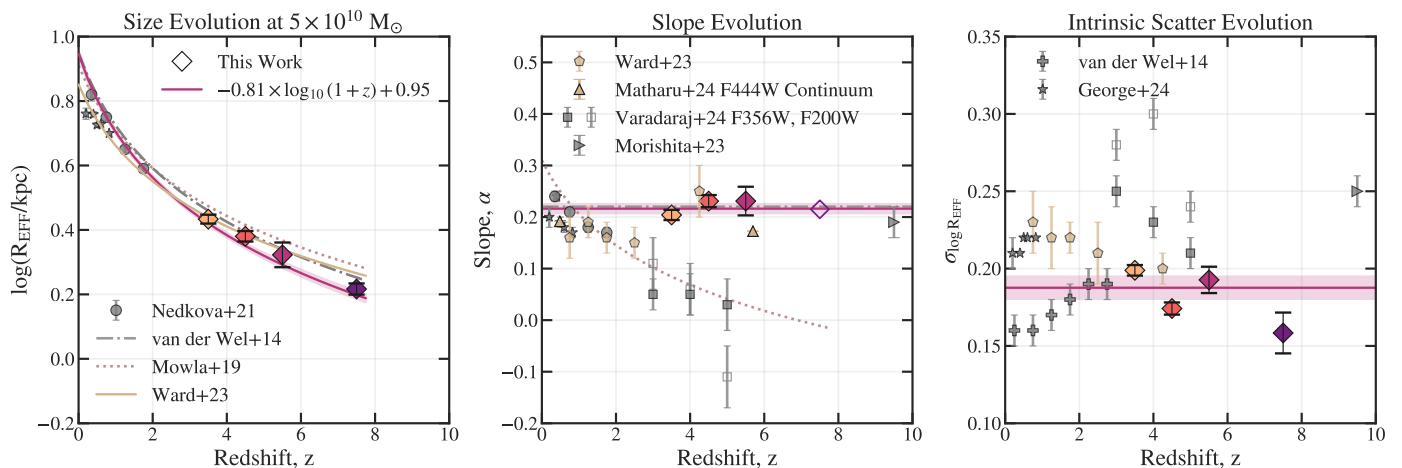 Size Evolution at 5×10¹⁰ M☉
log(R_EFF/kpc)
1.0
0.8
0.6
0.4
0.2
0.0
−0.2
This Work
−0.81×log₁₀(1+z)+0.95
Nedkova+21
van der Wel+14
Mowla+19
Ward+23
0 2 4 6 8 10
Redshift, z
Slope Evolution
Slope, α
0.5
0.4
0.3
0.2
0.1
0.0
−0.1
−0.2
Ward+23
Matharu+24 F444W Continuum
Varadaraj+24 F356W, F200W
Morishita+23
0 2 4 6 8 10
Redshift, z
Intrinsic Scatter Evolution
σ_log R_EFF
0.35
0.30
0.25
0.20
0.15
0.10
van der Wel+14
George+24
0 2 4 6 8 10
Redshift, z